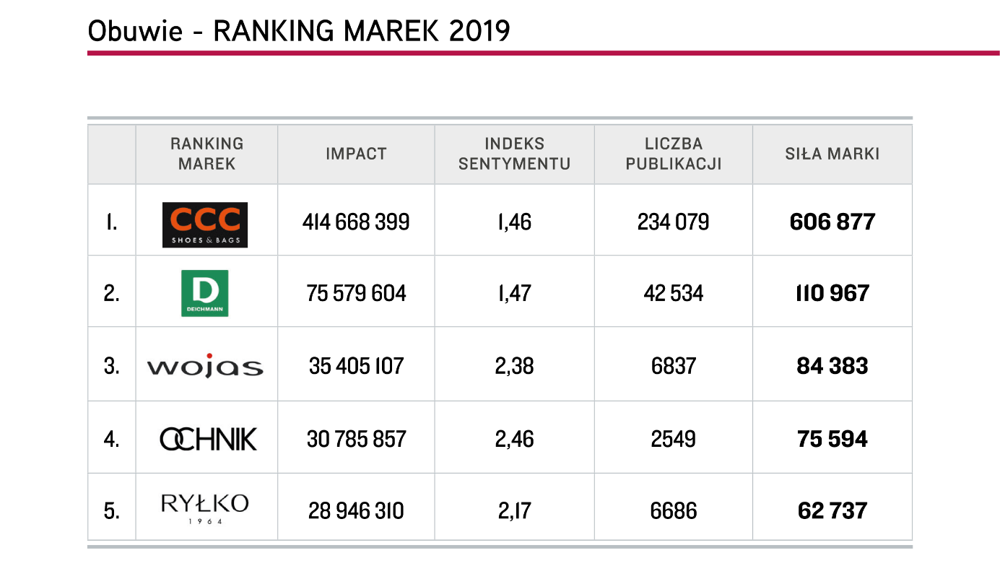 Obuwie - RANKING MAREK 2019
RANKING MAREK IMPACT INDEKS SENTYMENTU LICZBA PUBLIKACJI SIŁA MARKI
1. CCC SHOES & BAGS 414 668 399 1,46 234 079 606 877
2. D DEICHMANN 75 579 604 1,47 42 534 110 967
3. wojas 35 405 107 2,38 6837 84 383
4. OCHNIK 30 785 857 2,46 2549 75 594
5. RYŁKO 1964 28 946 310 2,17 6686 62 737